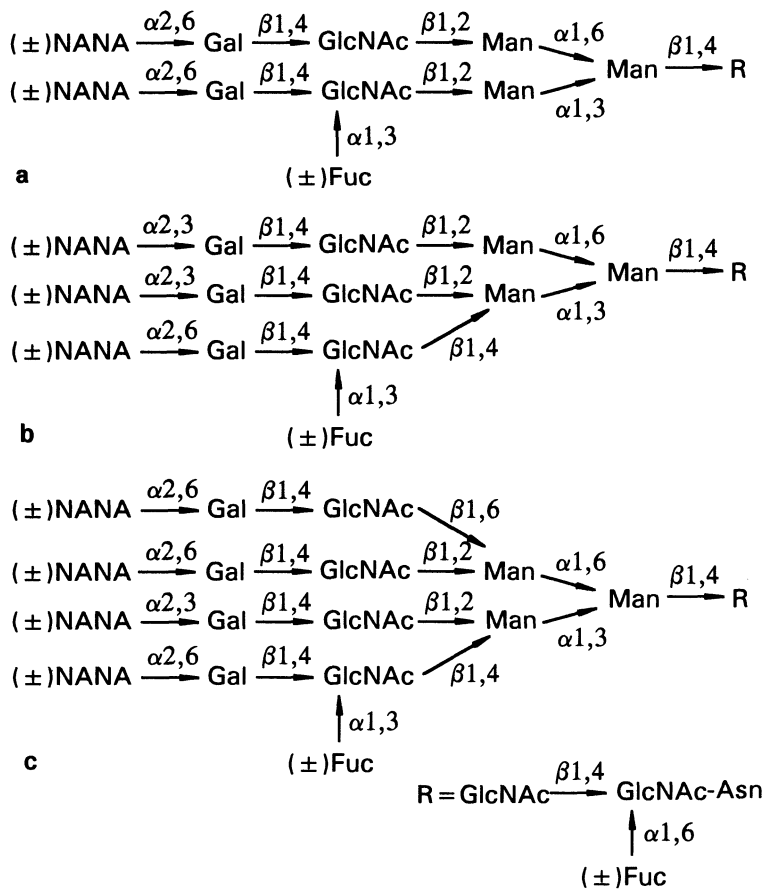 α2,6 β1,4 β1,2 α1,6
(±)NANA Gal GlcNAc Man β1,4
Man R
α2,6 β1,4 β1,2
(±)NANA Gal GlcNAc Man α1,3
α1,3
a (±)Fuc
α2,3 β1,4 β1,2 α1,6
(±)NANA Gal GlcNAc Man β1,4
Man R
α2,3 β1,4 β1,2
(±)NANA Gal GlcNAc Man α1,3
α2,6 β1,4
(±)NANA Gal GlcNAc β1,4
α1,3
b (±)Fuc
α2,6 β1,4
(±)NANA Gal GlcNAc β1,6
α2,6 β1,4 β1,2 α1,6
(±)NANA Gal GlcNAc Man β1,4
Man R
α2,3 β1,4 β1,2
(±)NANA Gal GlcNAc Man α1,3
α2,6 β1,4
(±)NANA Gal GlcNAc β1,4
α1,3
c (±)Fuc
β1,4
R = GlcNAc GlcNAc-Asn
α1,6
(±)Fuc